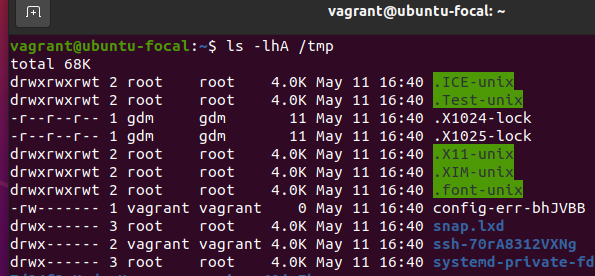 vagrant@ubuntu-focal: ~
vagrant@ubuntu-focal:~$ ls -lhA /tmp
total 68K
drwxrwxrwt 2 root    root    4.0K May 11 16:40 .ICE-unix
drwxrwxrwt 2 root    root    4.0K May 11 16:40 .Test-unix
-r--r--r-- 1 gdm     gdm       11 May 11 16:40 .X1024-lock
-r--r--r-- 1 gdm     gdm       11 May 11 16:40 .X1025-lock
drwxrwxrwt 2 root    root    4.0K May 11 16:40 .X11-unix
drwxrwxrwt 2 root    root    4.0K May 11 16:40 .XIM-unix
drwxrwxrwt 2 root    root    4.0K May 11 16:40 .font-unix
-rw------- 1 vagrant vagrant    0 May 11 16:40 config-err-bhJVBB
drwx------ 3 root    root    4.0K May 11 16:40 snap.lxd
drwx------ 2 vagrant vagrant 4.0K May 11 16:40 ssh-70rA8312VXNg
drwx------ 3 root    root    4.0K May 11 16:40 systemd-private-fd